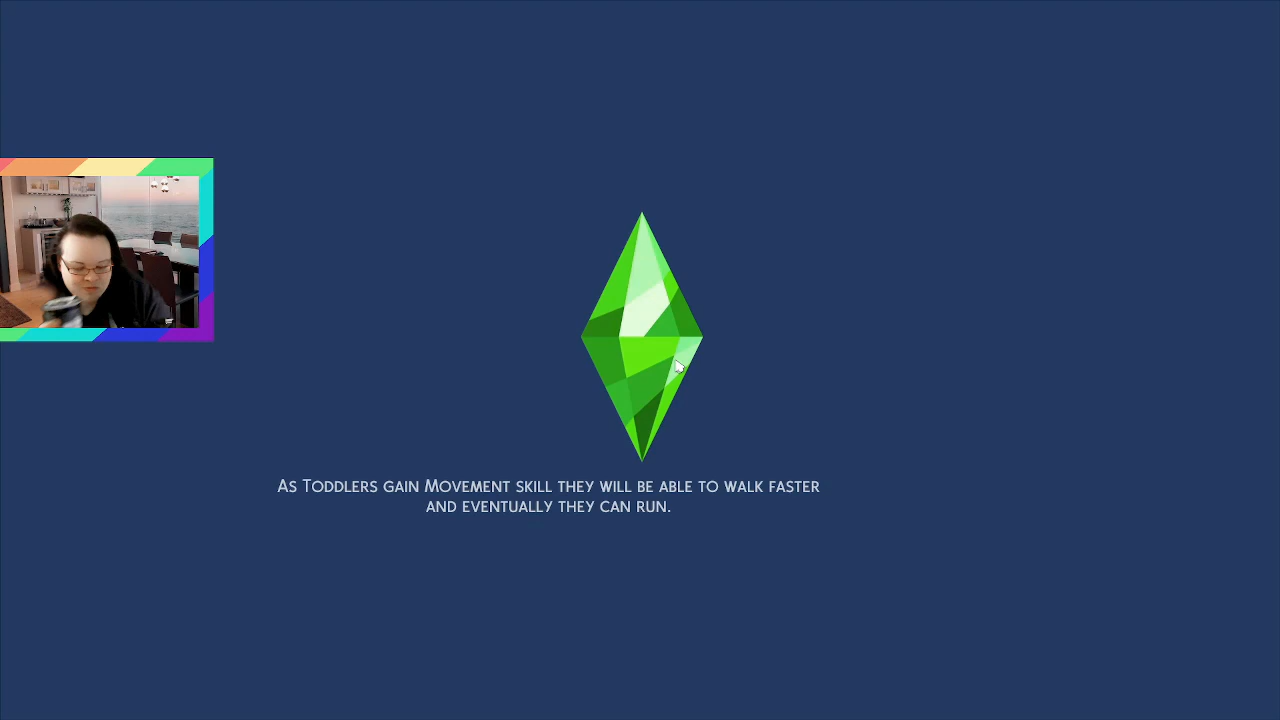 As Toddlers gain Movement skill they will be able to walk faster
and eventually they can run.